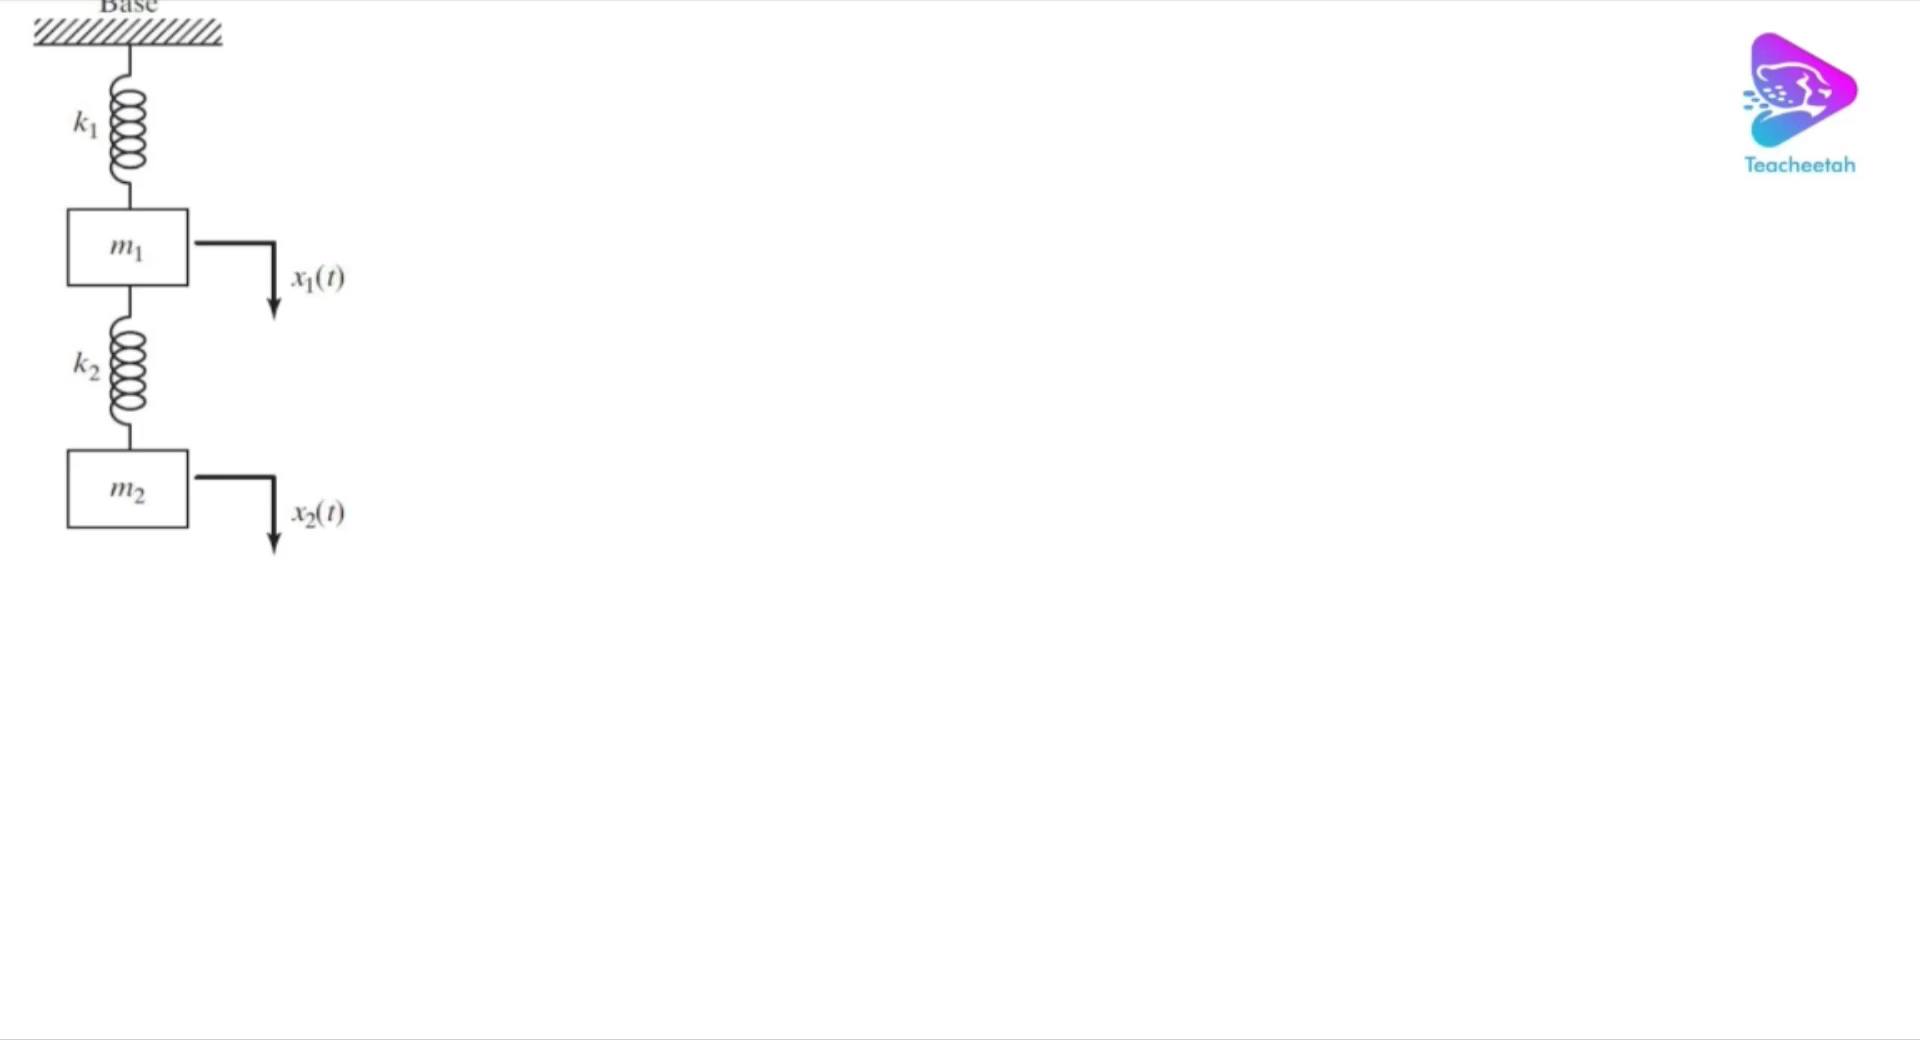 Base
k₁
m₁
x₁(t)
k₂
m₂
x₂(t)
Teacheetah